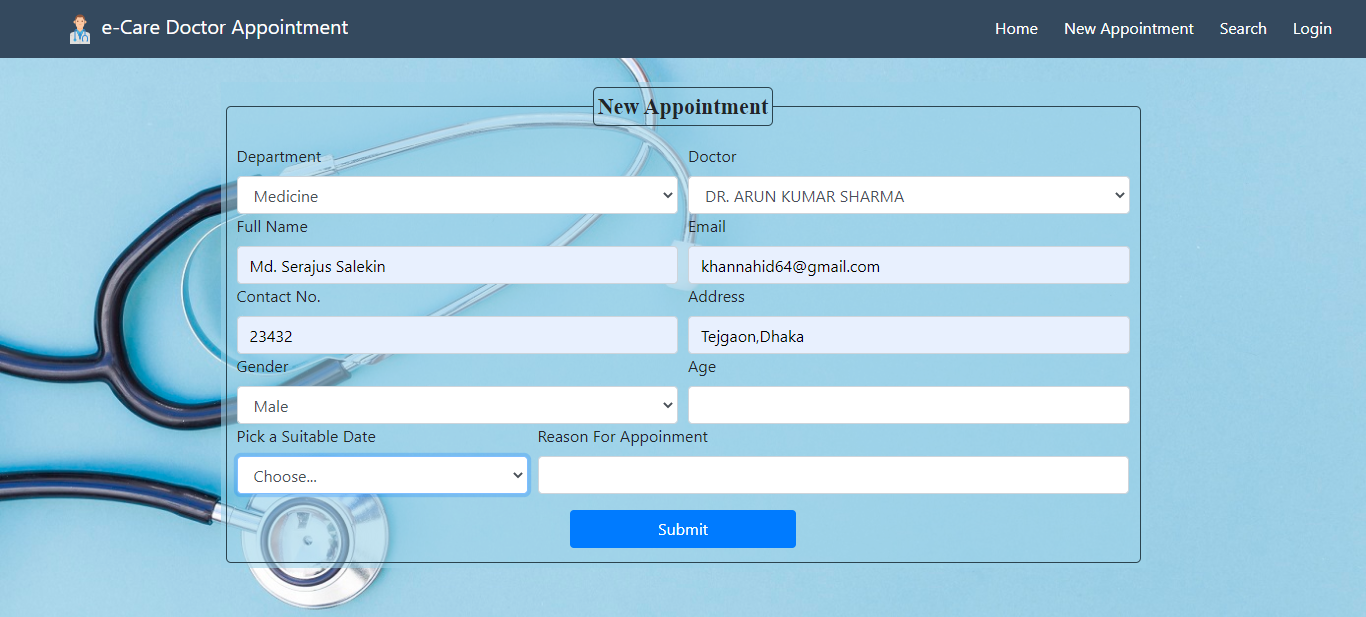 e-Care Doctor Appointment Home New Appointment Search Login
New Appointment
Department Doctor
Medicine DR. ARUN KUMAR SHARMA
Full Name Email
Md. Serajus Salekin khannahid64@gmail.com
Contact No. Address
23432 Tejgaon,Dhaka
Gender Age
Male
Pick a Suitable Date Reason For Appoinment
Choose...
Submit